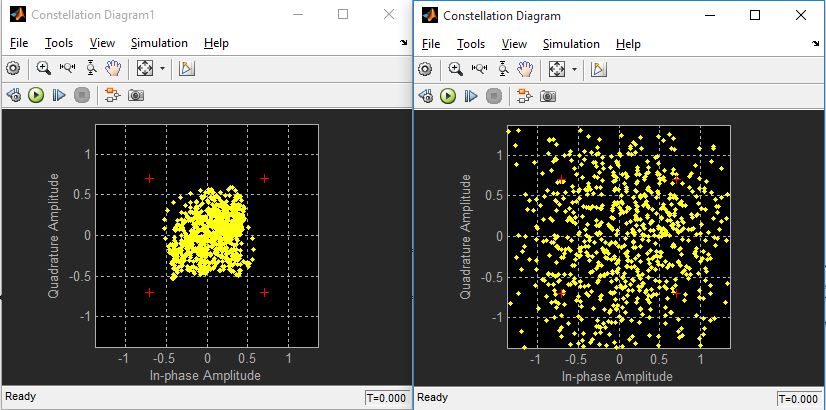 Constellation Diagram1
File Tools View Simulation Help
1
0.5
0
-0.5
-1
Quadrature Amplitude
-1 -0.5 0 0.5 1
In-phase Amplitude
Ready T=0.000
Constellation Diagram
File Tools View Simulation Help
1
0.5
0
-0.5
-1
Quadrature Amplitude
-1 -0.5 0 0.5 1
In-phase Amplitude
Ready T=0.000